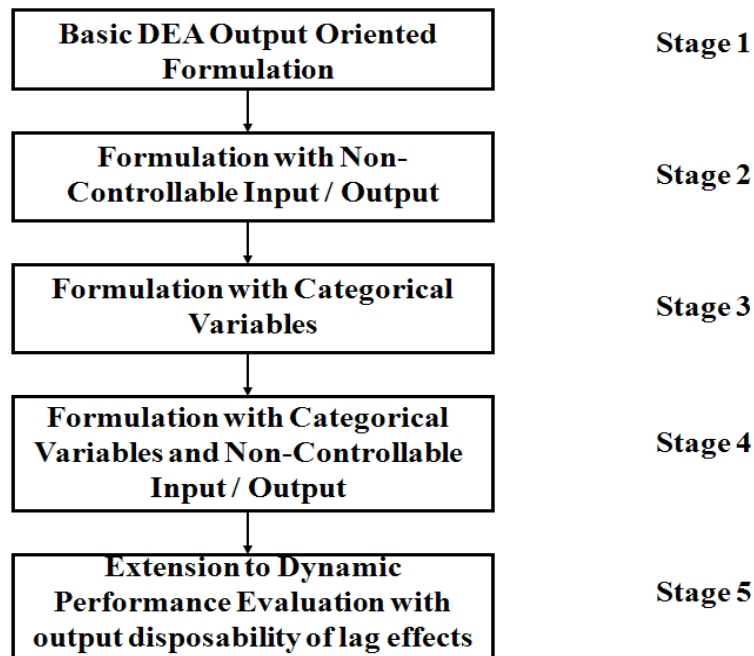 Basic DEA Output Oriented
Formulation
Stage 1
Formulation with Non-
Controllable Input / Output
Stage 2
Formulation with Categorical
Variables
Stage 3
Formulation with Categorical
Variables and Non-Controllable
Input / Output
Stage 4
Extension to Dynamic
Performance Evaluation with
output disposability of lag effects
Stage 5